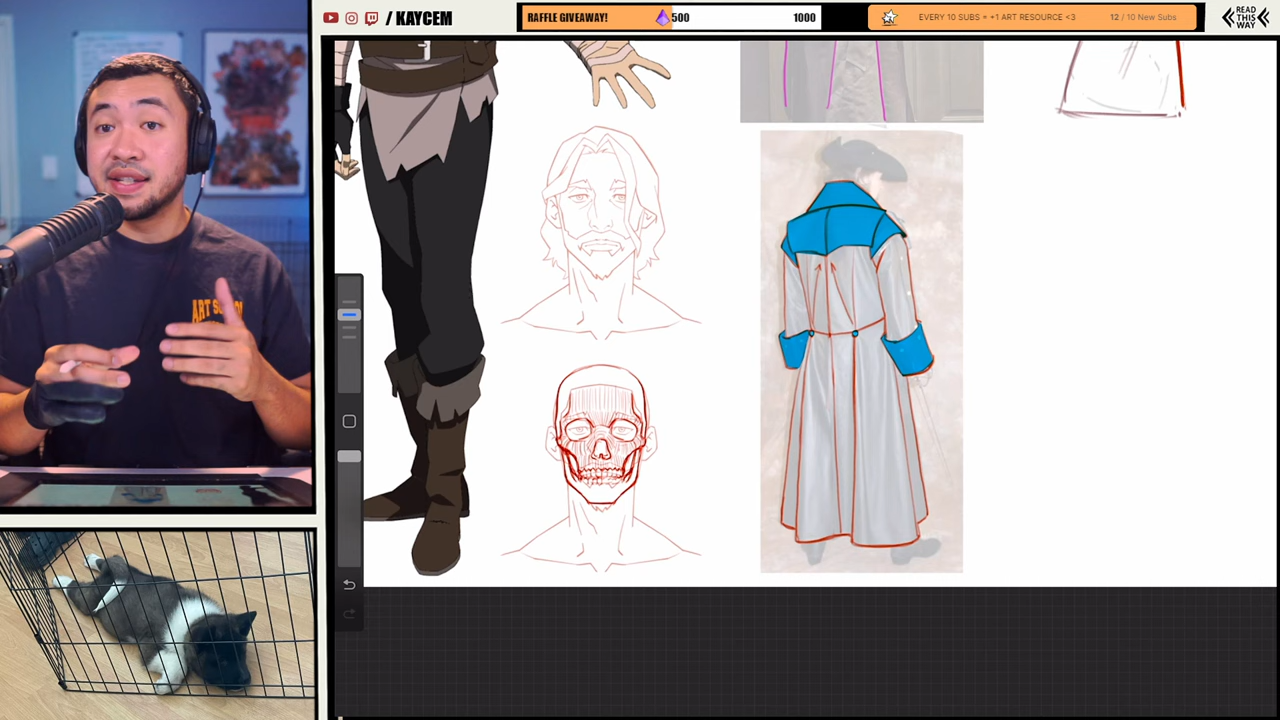 / KAYCEM
RAFFLE GIVEAWAY!
500
1000
EVERY 10 SUBS = +1 ART RESOURCE <3
12 / 10 New Subs
READ
THIS
WAY
ART SCHOOL